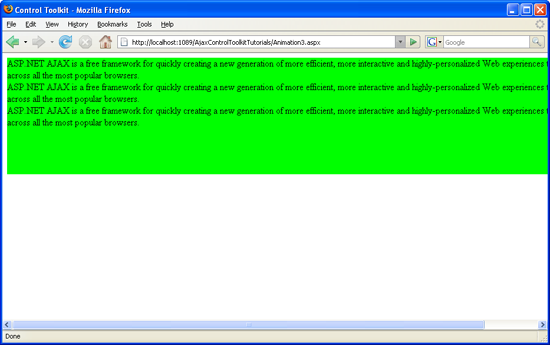 Control Toolkit - Mozilla Firefox
File Edit View History Bookmarks Tools Help
http://localhost:1089/AjaxControlToolkitTutorials/Animation3.aspx
Google
ASP.NET AJAX is a free framework for quickly creating a new generation of more efficient, more interactive and highly-personalized Web experiences t
across all the most popular browsers.
ASP.NET AJAX is a free framework for quickly creating a new generation of more efficient, more interactive and highly-personalized Web experiences t
across all the most popular browsers.
ASP.NET AJAX is a free framework for quickly creating a new generation of more efficient, more interactive and highly-personalized Web experiences t
across all the most popular browsers.
Done